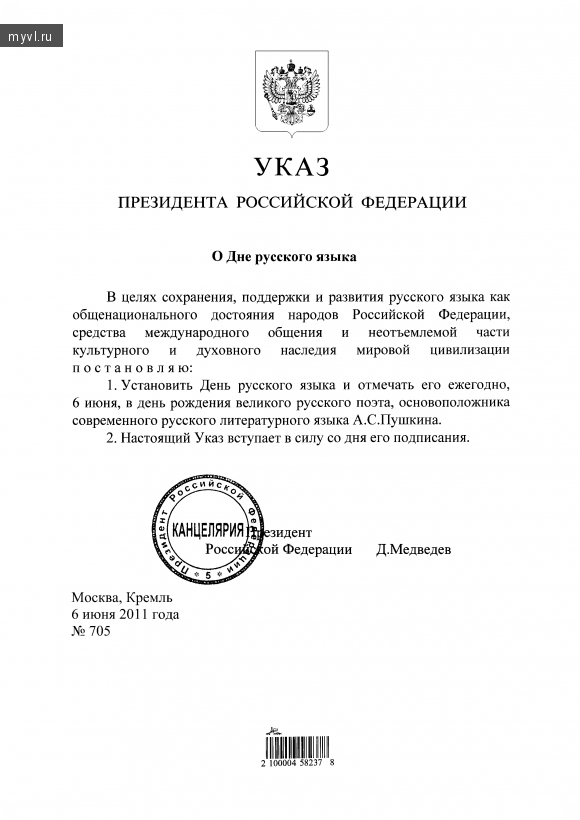 myvl.ru
УКАЗ
ПРЕЗИДЕНТА РОССИЙСКОЙ ФЕДЕРАЦИИ
О Дне русского языка
В целях сохранения, поддержки и развития русского языка как
общенационального достояния народов Российской Федерации,
средства международного общения и неотъемлемой части
культурного и духовного наследия мировой цивилизации
п о с т а н о в л я ю:
1. Установить День русского языка и отмечать его ежегодно,
6 июня, в день рождения великого русского поэта, основоположника
современного русского литературного языка А.С.Пушкина.
2. Настоящий Указ вступает в силу со дня его подписания.
Президент Российской Федерации
КАНЦЕЛЯРИЯ
* 5 *
Президент
Российской Федерации Д.Медведев
Москва, Кремль
6 июня 2011 года
№ 705
2 100004 58237 8